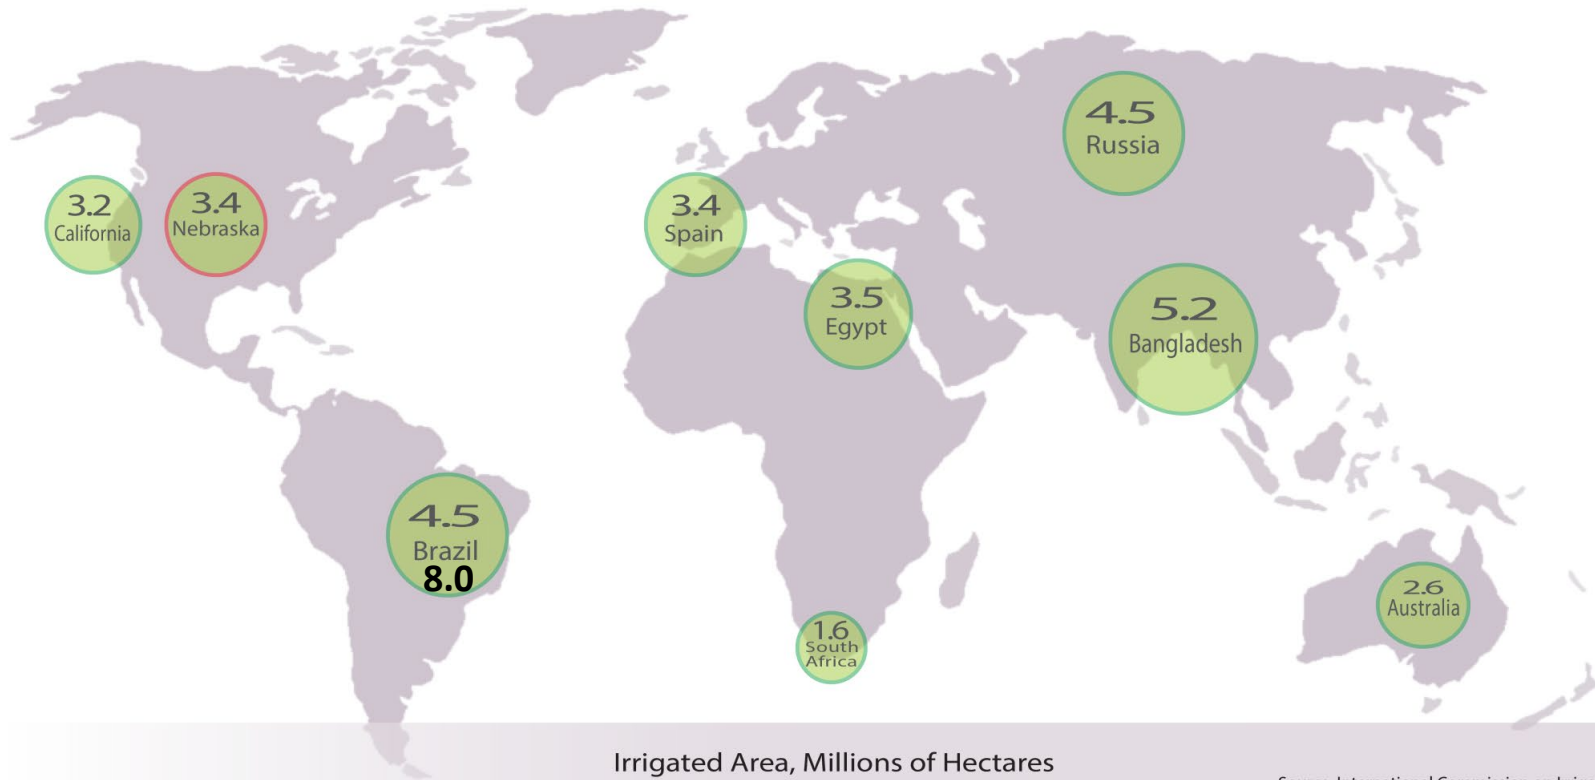 4.5
Russia
3.2
California
3.4
Nebraska
3.4
Spain
3.5
Egypt
5.2
Bangladesh
4.5
Brazil
8.0
2.6
Australia
1.6
South
Africa
Irrigated Area, Millions of Hectares